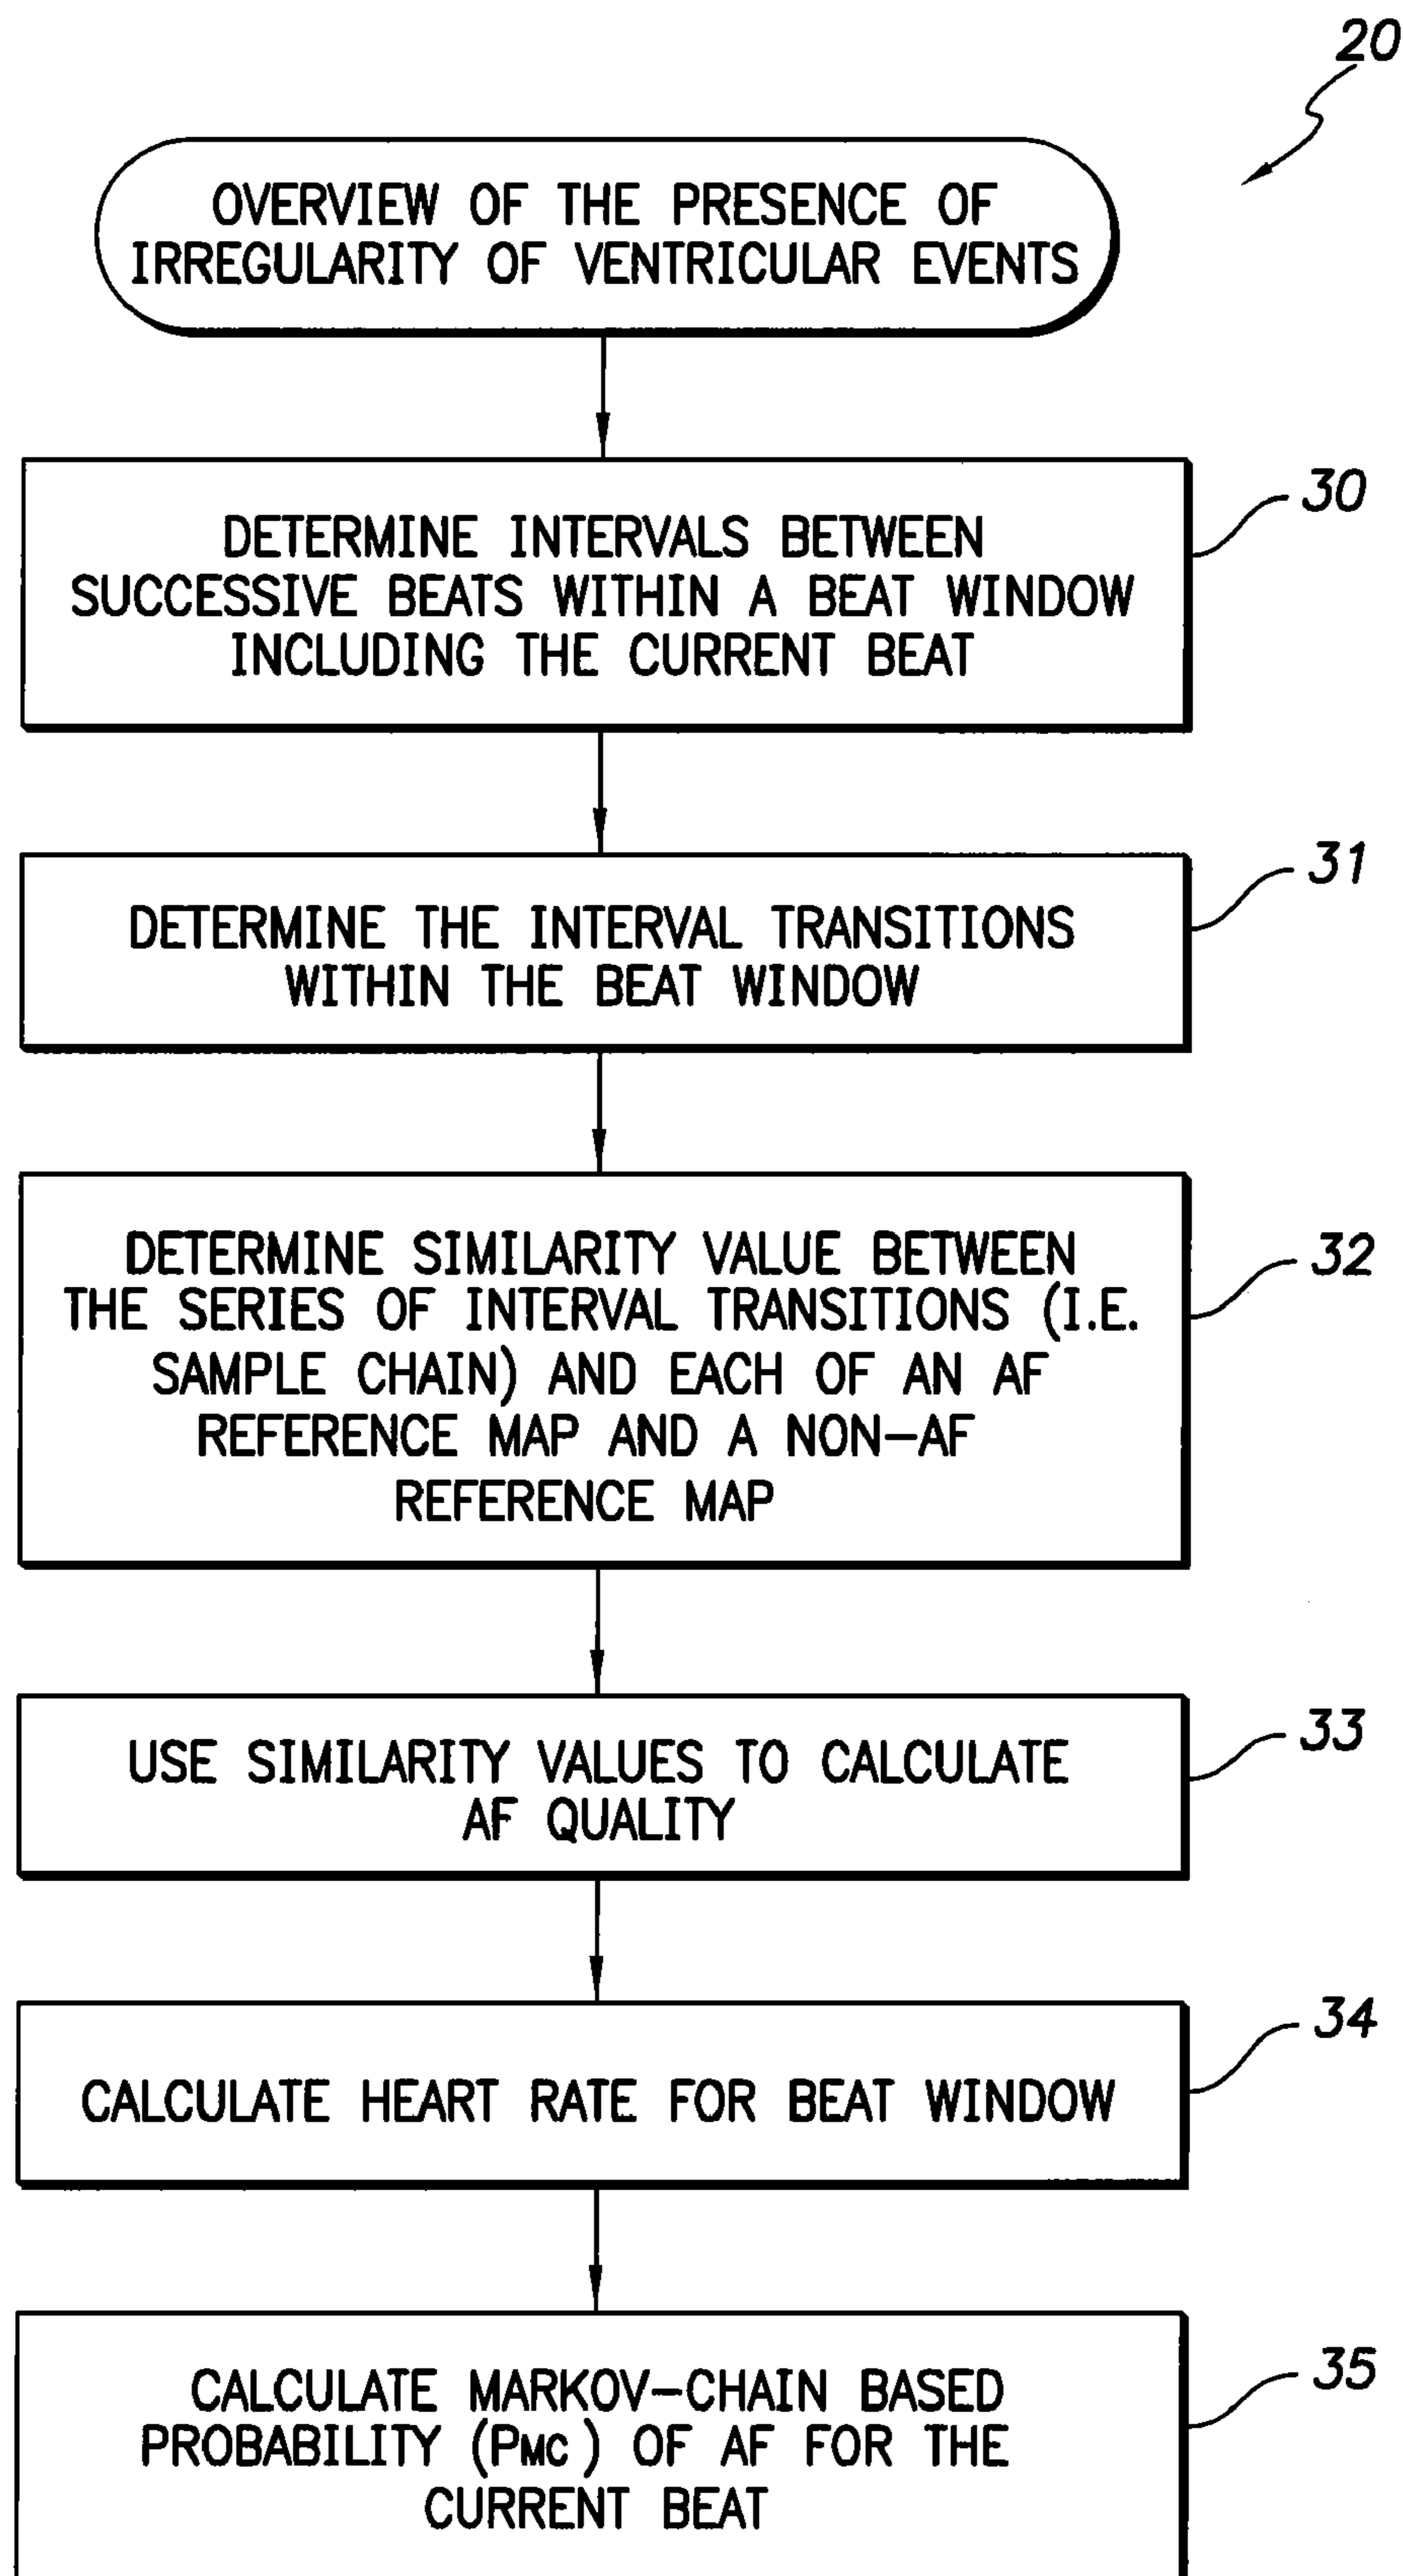 20
OVERVIEW OF THE PRESENCE OF
IRREGULARITY OF VENTRICULAR EVENTS
30
DETERMINE INTERVALS BETWEEN
SUCCESSIVE BEATS WITHIN A BEAT WINDOW
INCLUDING THE CURRENT BEAT
31
DETERMINE THE INTERVAL TRANSITIONS
WITHIN THE BEAT WINDOW
32
DETERMINE SIMILARITY VALUE BETWEEN
THE SERIES OF INTERVAL TRANSITIONS (I.E.
SAMPLE CHAIN) AND EACH OF AN AF
REFERENCE MAP AND A NON-AF
REFERENCE MAP
33
USE SIMILARITY VALUES TO CALCULATE
AF QUALITY
34
CALCULATE HEART RATE FOR BEAT WINDOW
35
CALCULATE MARKOV-CHAIN BASED
PROBABILITY (PMC) OF AF FOR THE
CURRENT BEAT